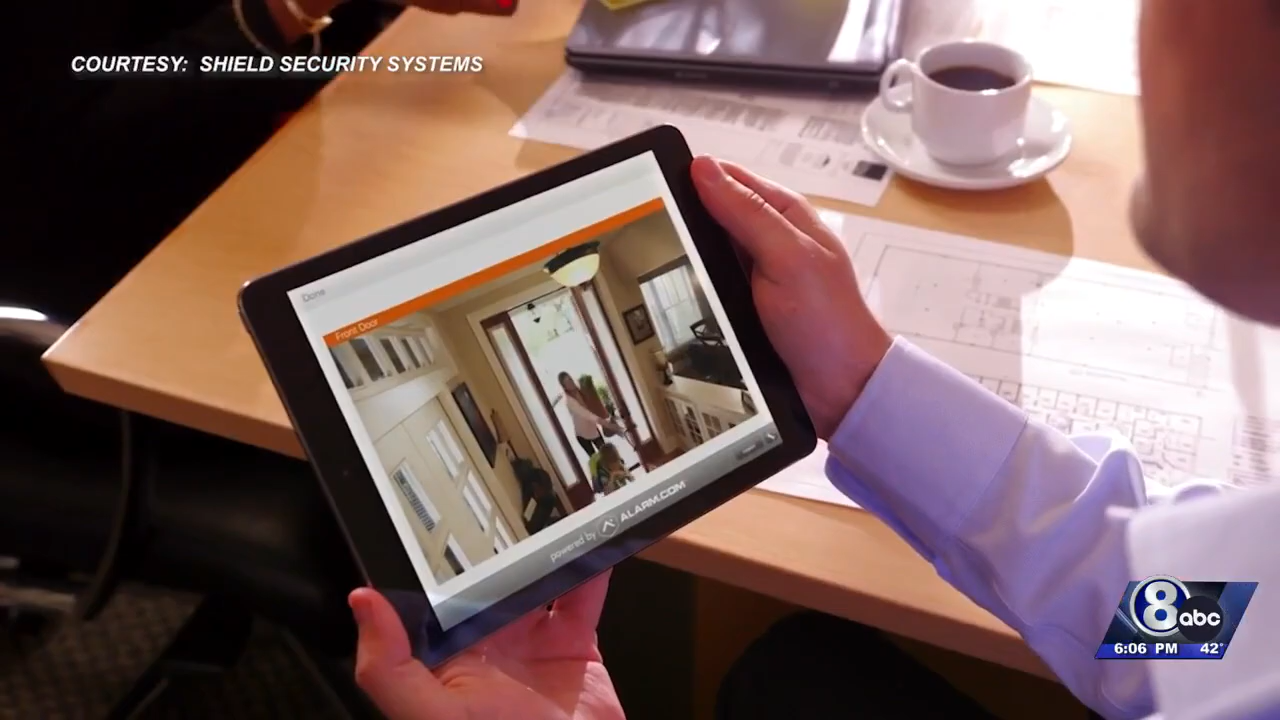 COURTESY: SHIELD SECURITY SYSTEMS
Done
Front Door
powered by ALARM.COM
8 abc
6:06 PM 42°